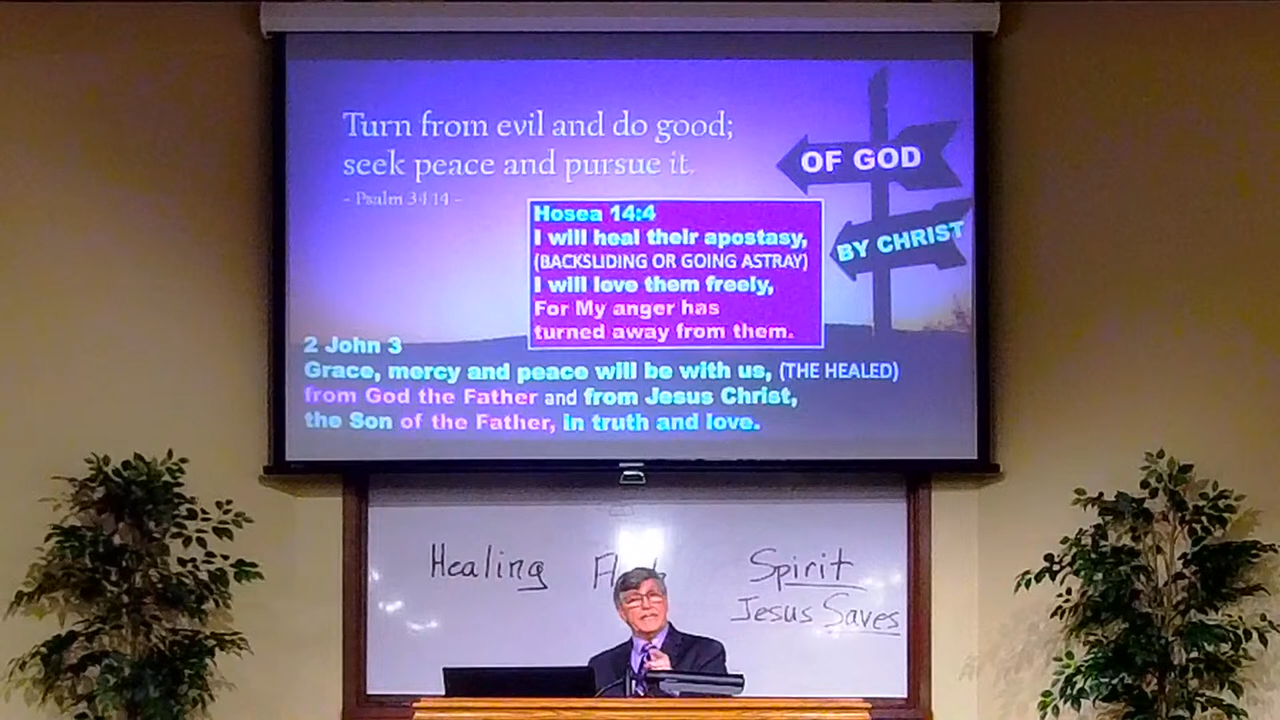 Turn from evil and do good;
seek peace and pursue it.
- Psalm 34:14 -
OF GOD
BY CHRIST
Hosea 14:4
I will heal their apostasy,
(BACKSLIDING OR GOING ASTRAY)
I will love them freely,
For My anger has
turned away from them.
2 John 3
Grace, mercy and peace will be with us, (THE HEALED)
from God the Father and from Jesus Christ,
the Son of the Father, in truth and love.
Healing
Spirit
Jesus Saves